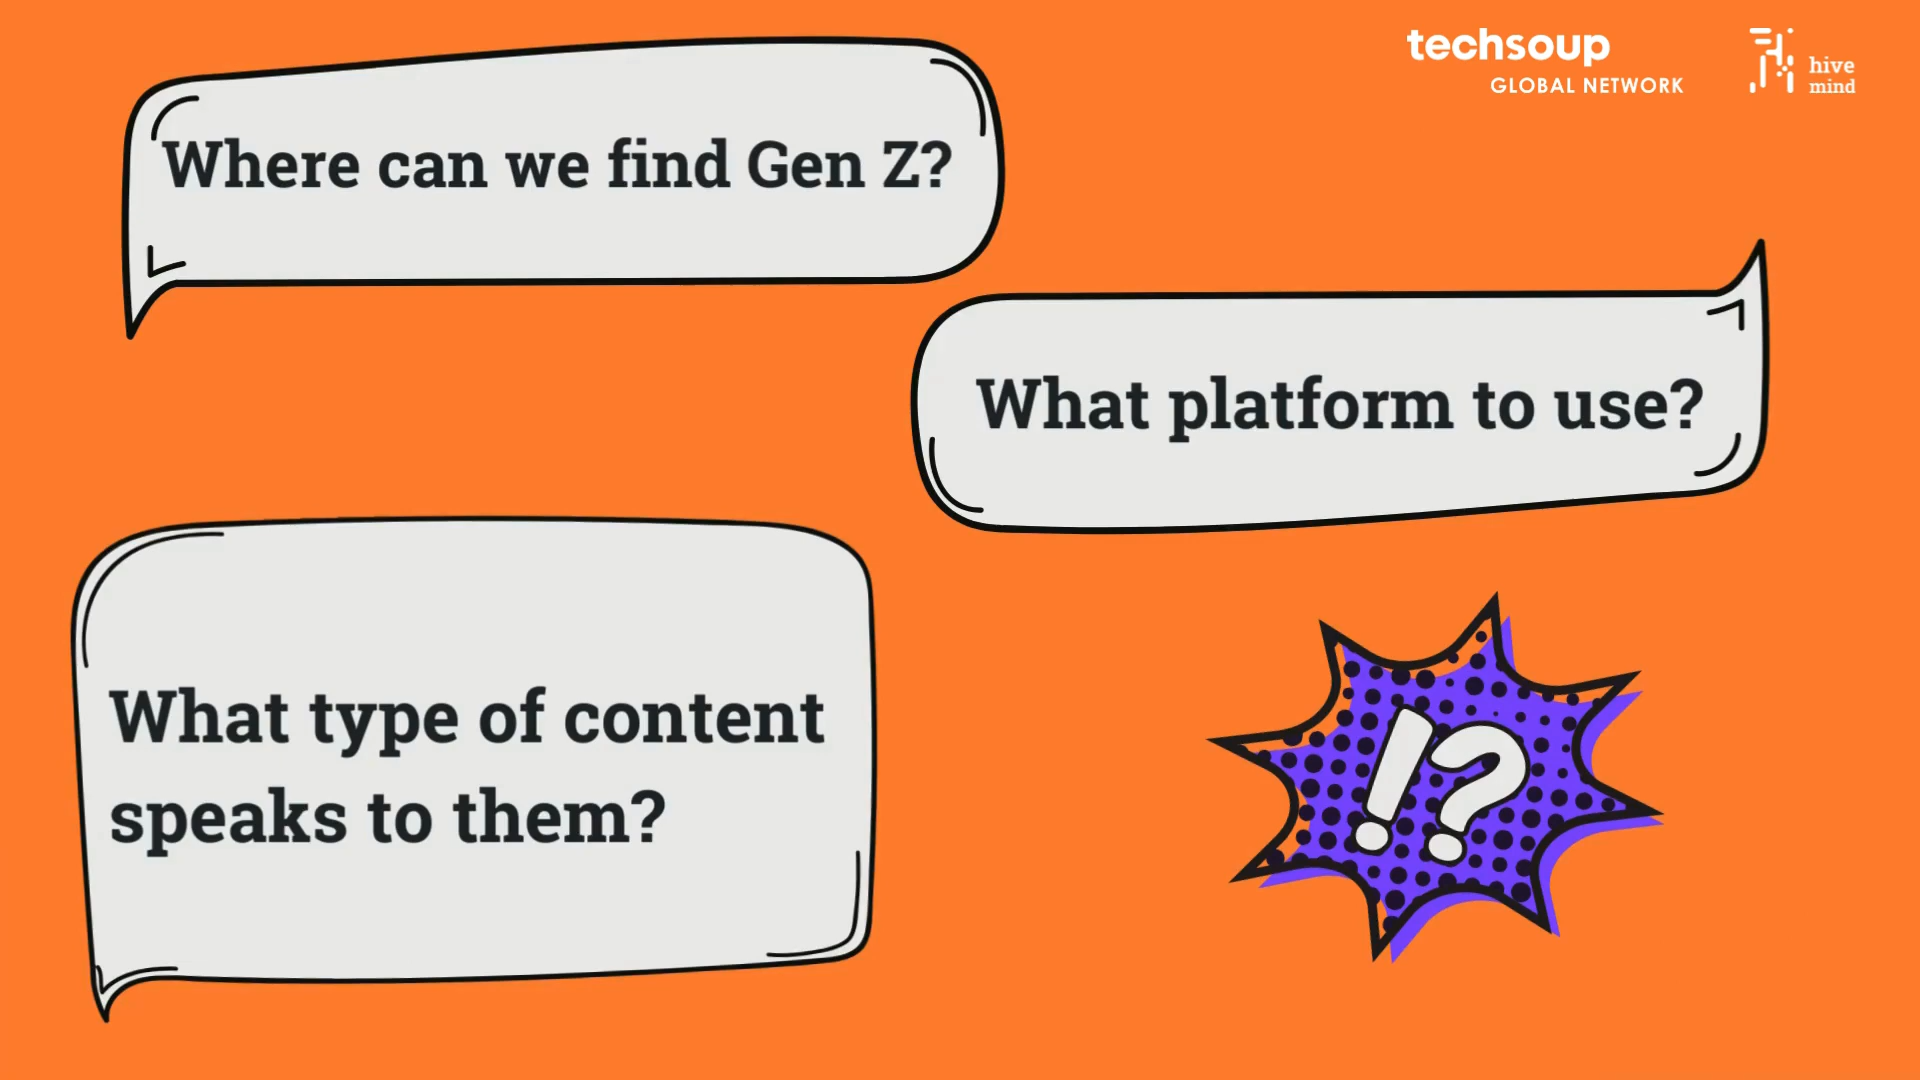 techsoup
GLOBAL NETWORK
hive
mind
Where can we find Gen Z?
What platform to use?
What type of content
speaks to them?
!?